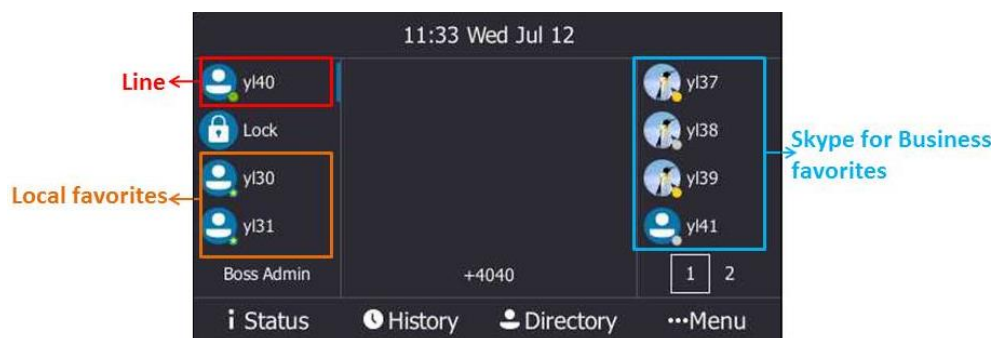 11:33 Wed Jul 12
Line
yl40
yl37
Lock
yl38
Skype for Business
favorites
Local favorites
yl30
yl39
yl31
yl41
Boss Admin
+4040
1 2
i Status
History
Directory
···Menu